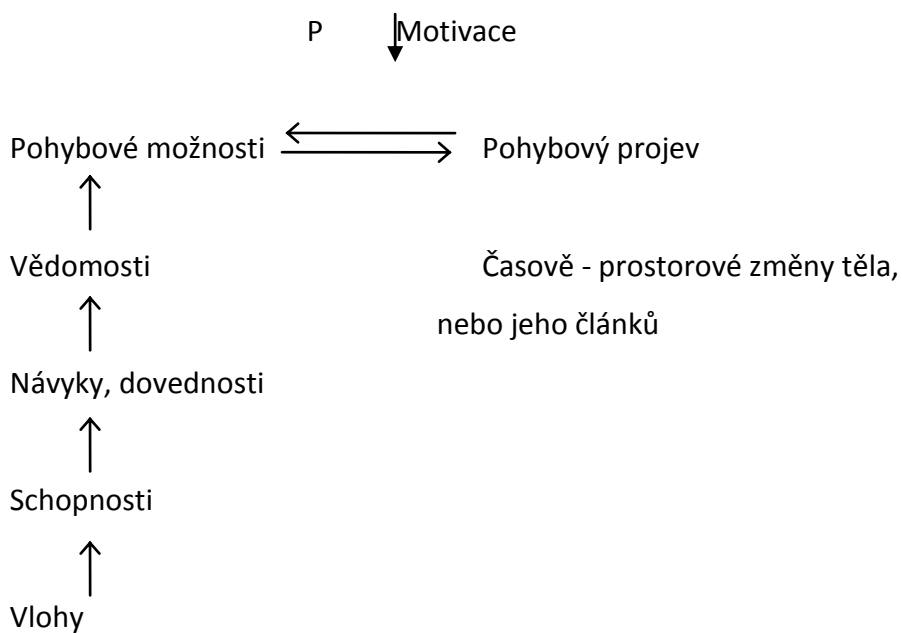 P Motivace
Pohybové možnosti Pohybový projev
Vědomosti Časově - prostorové změny těla,
nebo jeho článků
Návyky, dovednosti
Schopnosti
Vlohy